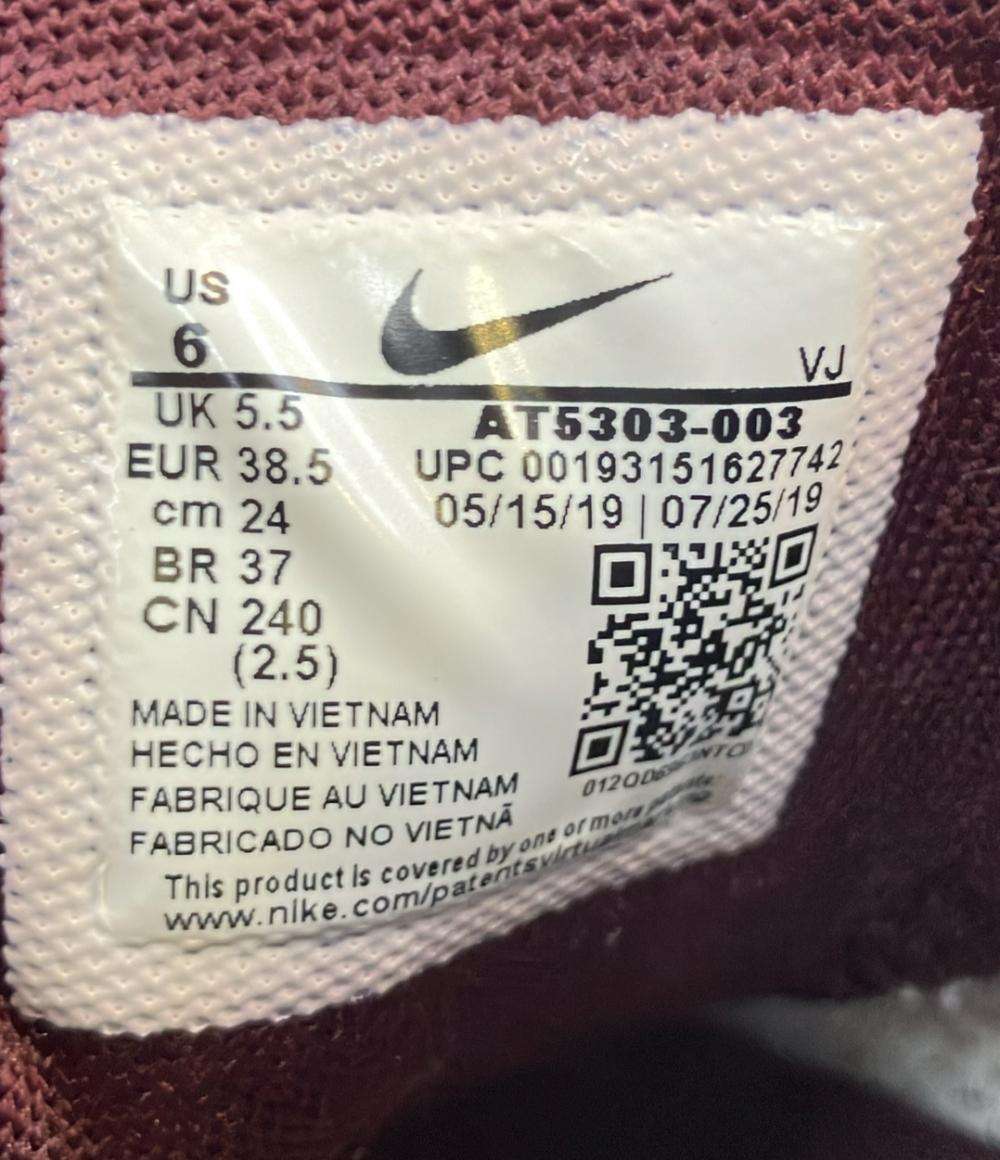 US
6
VJ
UK 5.5
AT5303-003
EUR 38.5
UPC 00193151627742
cm 24
05/15/19 | 07/25/19
BR 37
CN 240
(2.5)
MADE IN VIETNAM
HECHO EN VIETNAM
FABRIQUE AU VIETNAM
FABRICADO NO VIETNÃ
This product is covered by one or more
www.nike.com/patents